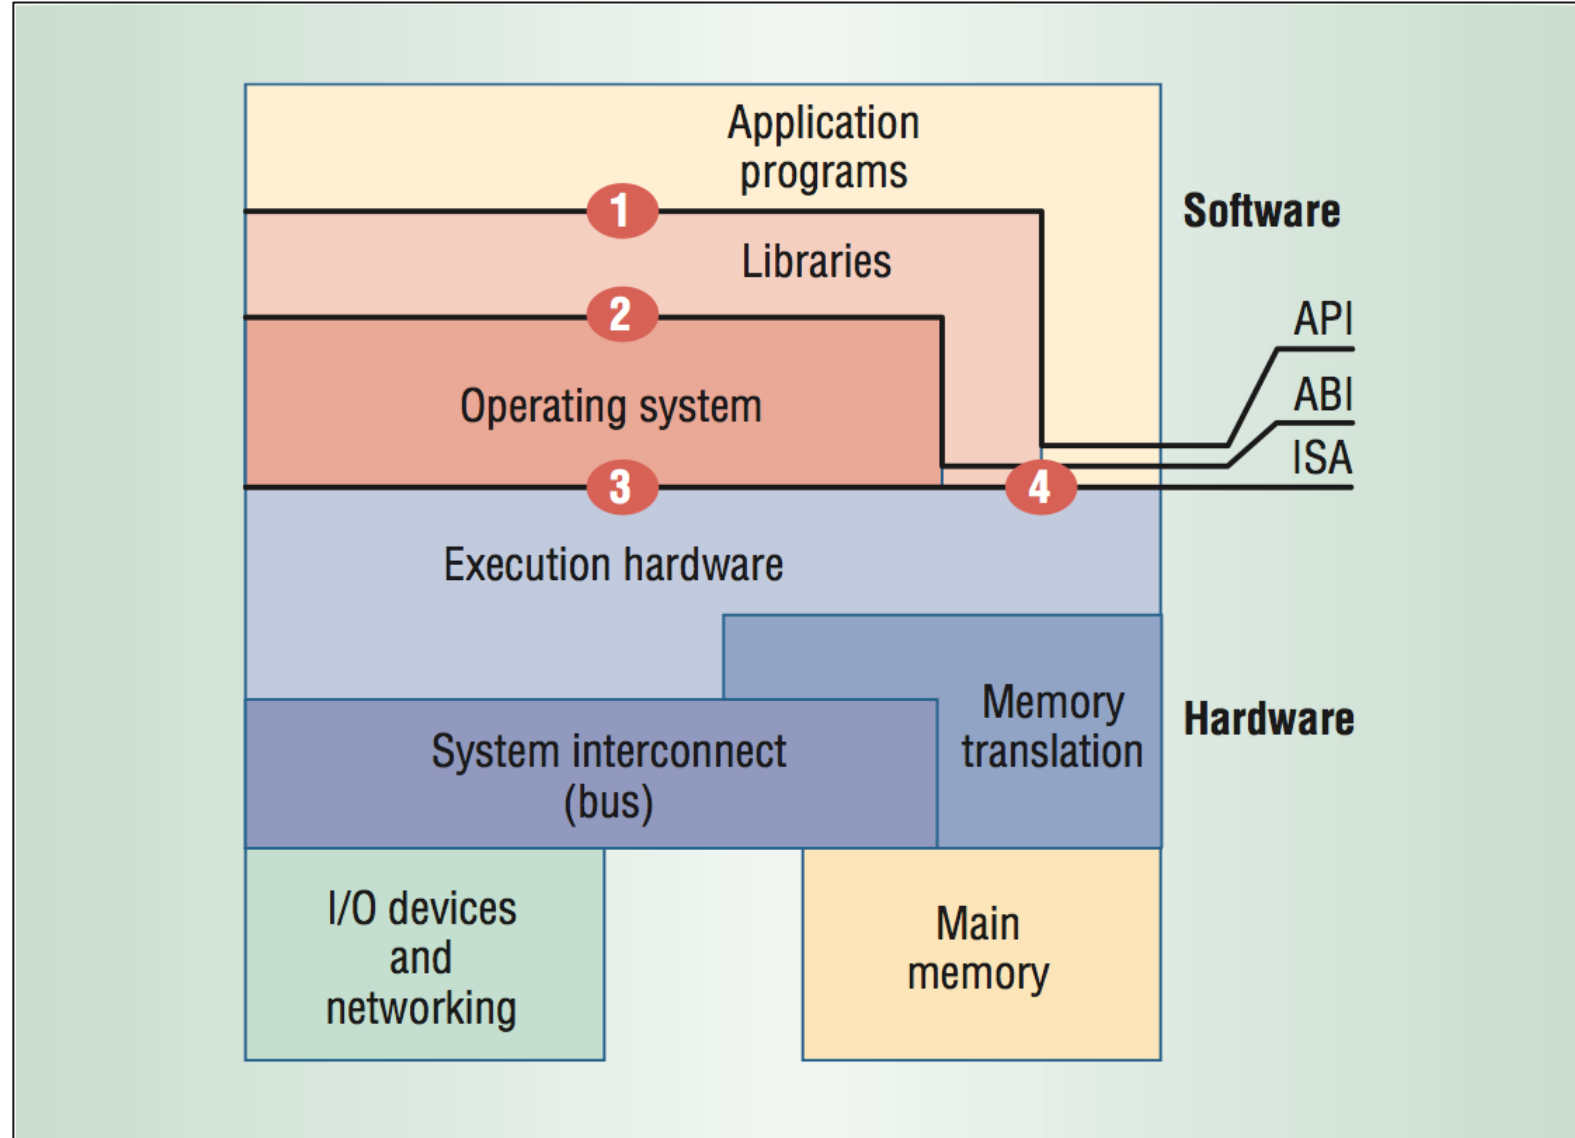 Application
programs
1
Software
Libraries
2
API
Operating system
ABI
ISA
3
4
Execution hardware
Memory
translation
Hardware
System interconnect
(bus)
I/O devices
and
networking
Main
memory